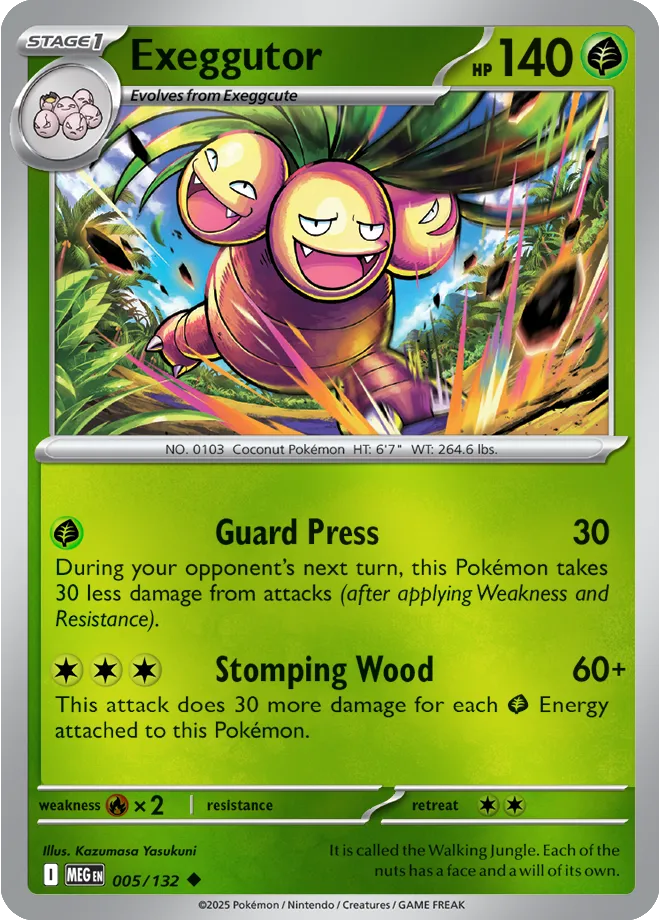 STAGE 1
Exeggutor
HP 140
Evolves from Exeggcute
NO. 0103 Coconut Pokémon HT: 6'7" WT: 264.6 lbs.
Guard Press 30
During your opponent's next turn, this Pokémon takes
30 less damage from attacks (after applying Weakness and
Resistance).
Stomping Wood 60+
This attack does 30 more damage for each Energy
attached to this Pokémon.
weakness ×2 resistance retreat
Illus. Kazumasa Yasukuni
It is called the Walking Jungle. Each of the
nuts has a face and a will of its own.
I MEG EN 005/132
©2025 Pokémon / Nintendo / Creatures / GAME FREAK